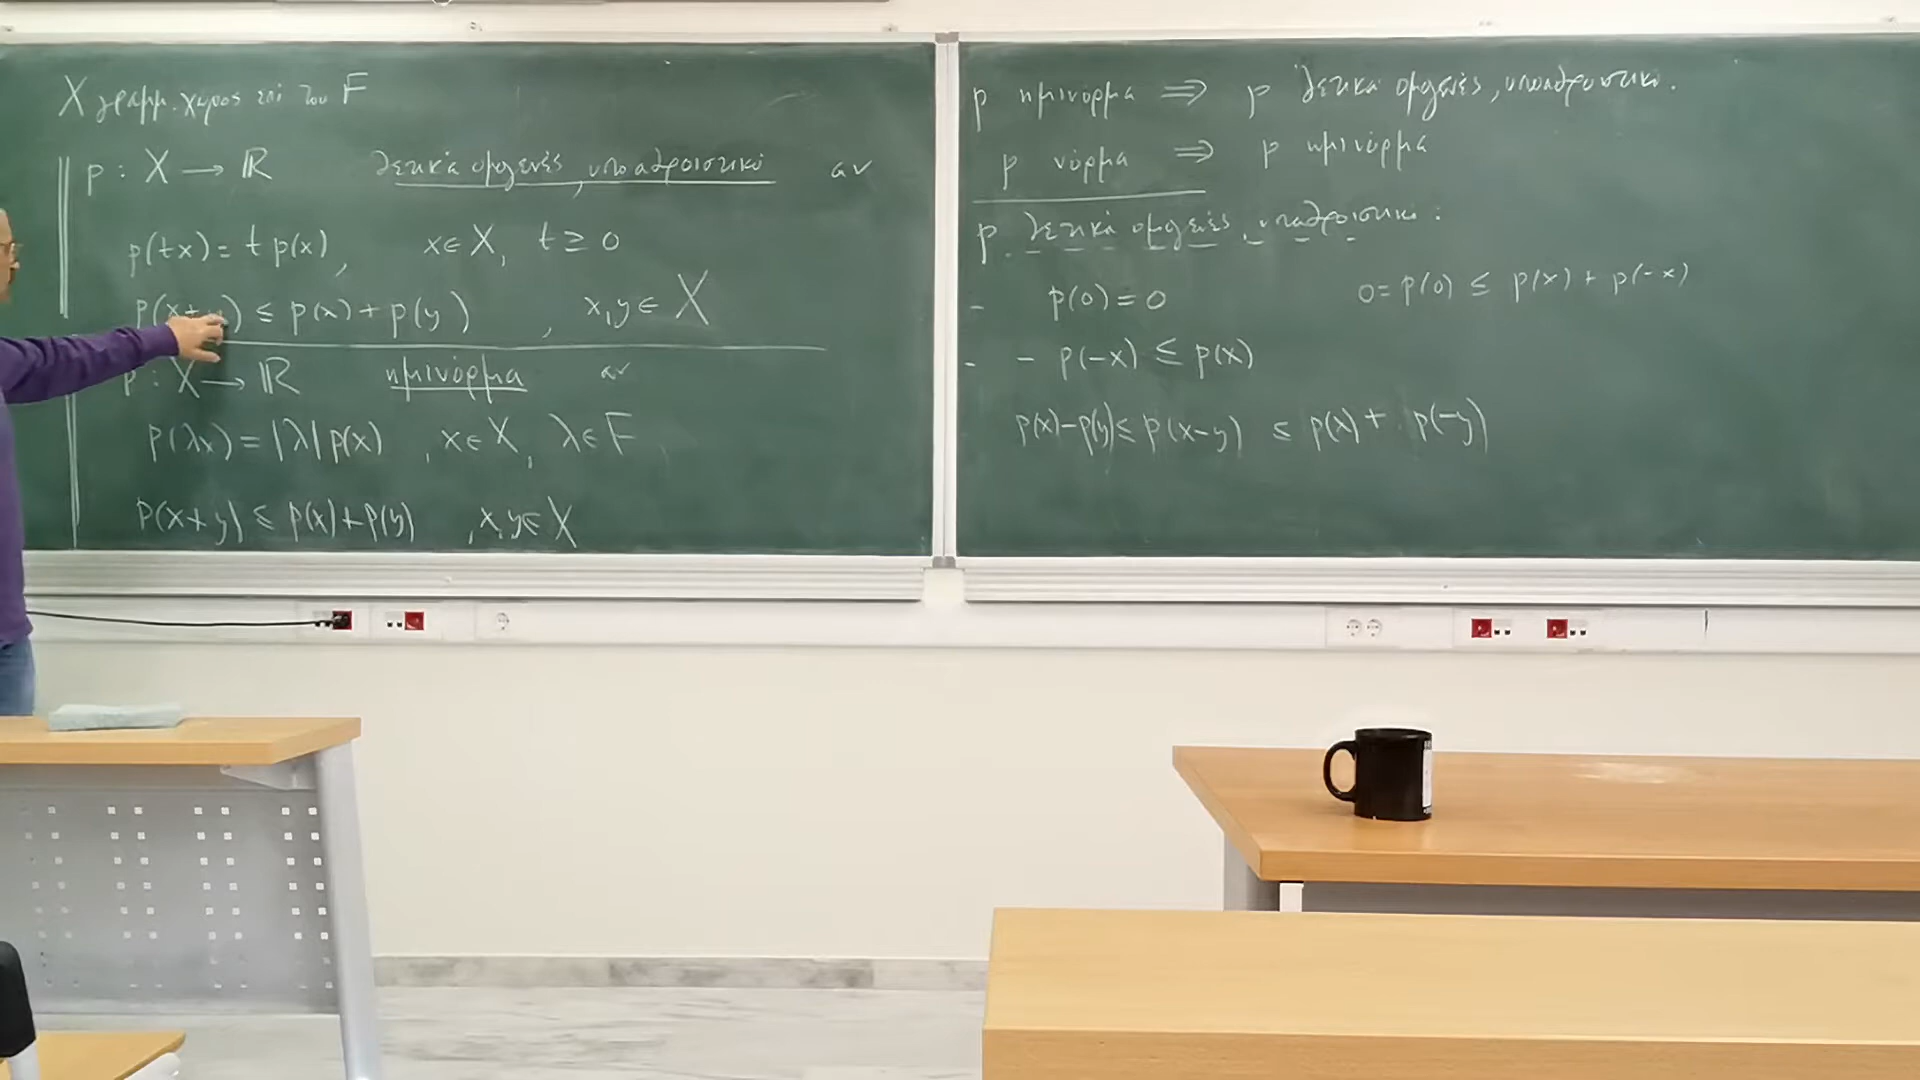 X γραμμ. χώρος επί του F
p : X → ℝ θετικά ομογενές, υποαθροιστικό αν
p(tx) = t p(x), x ∈ X, t ≥ 0
p(x+y) ≤ p(x) + p(y), x, y ∈ X
p : X → ℝ ημινόρμα αν
p(λx) = |λ| p(x), x ∈ X, λ ∈ F
p(x+y) ≤ p(x) + p(y), x, y ∈ X
p ημινόρμα ⇒ p θετικά ομογενές, υποαθροιστικό.
p νόρμα ⇒ p ημινόρμα
p. θετικά ομογενές, υποαθροιστικό :
- p(0) = 0 0 = p(0) ≤ p(x) + p(-x)
- - p(-x) ≤ p(x)
p(x) - p(y) ≤ p(x-y) ≤ p(x) + p(-y)